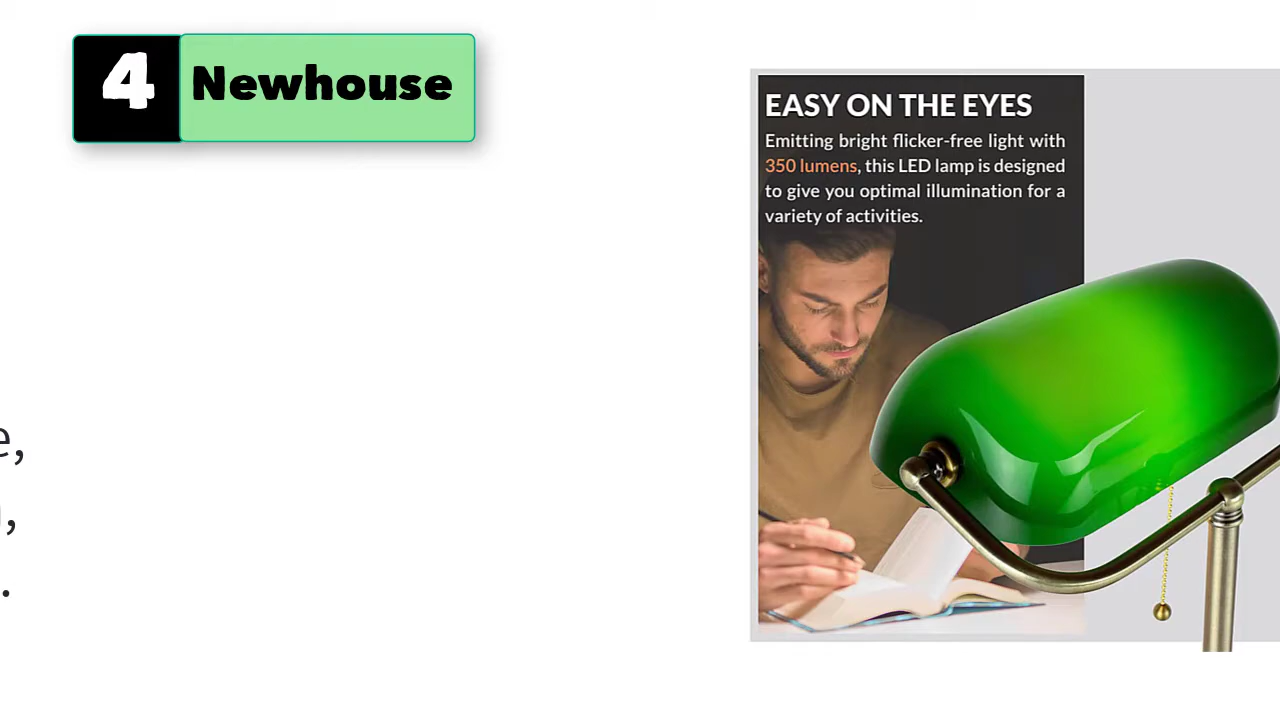 4 Newhouse
EASY ON THE EYES
Emitting bright flicker-free light with
350 lumens, this LED lamp is designed
to give you optimal illumination for a
variety of activities.
e,
,
.